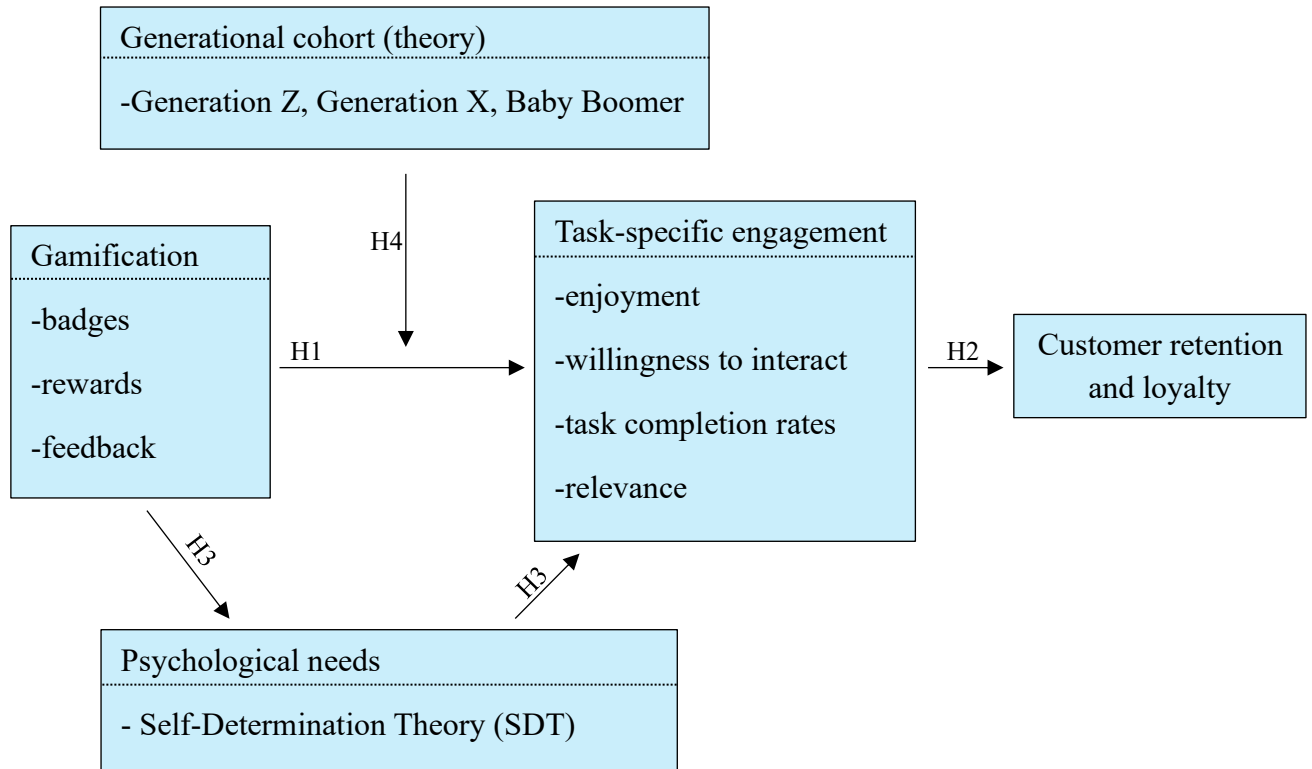 Generational cohort (theory)
-Generation Z, Generation X, Baby Boomer
H4
Gamification
-badges
-rewards
-feedback
H1
Task-specific engagement
-enjoyment
-willingness to interact
-task completion rates
-relevance
H2
Customer retention
and loyalty
H3
H3
Psychological needs
- Self-Determination Theory (SDT)